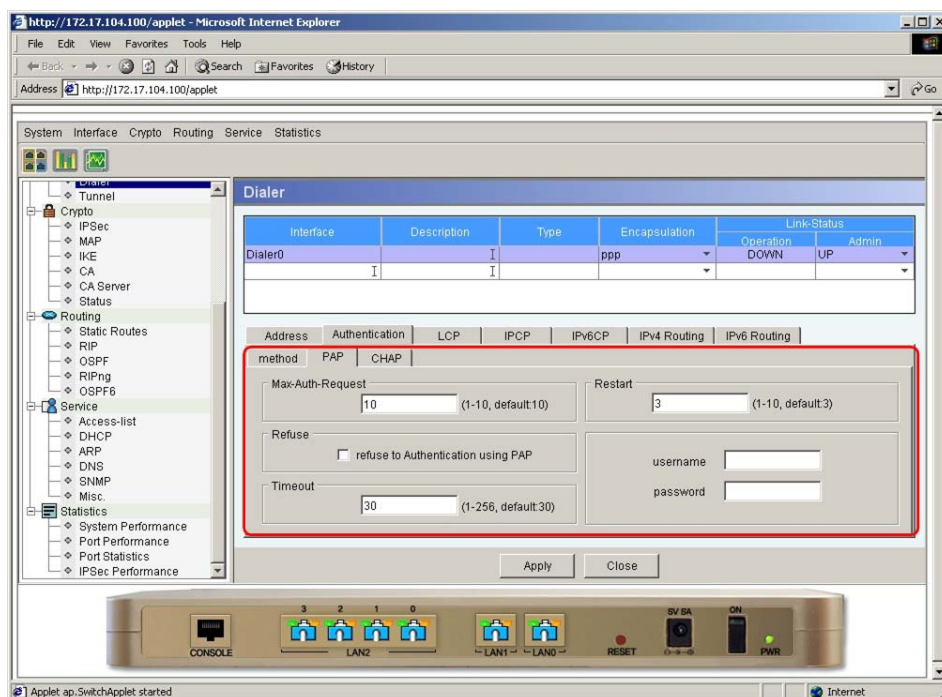 http://172.17.104.100/applet - Microsoft Internet Explorer
File Edit View Favorites Tools Help
Back Search Favorites History
Address http://172.17.104.100/applet Go
System Interface Crypto Routing Service Statistics
Dialer
Tunnel
Crypto
IPSec
MAP
IKE
CA
CA Server
Status
Routing
Static Routes
RIP
OSPF
RIPng
OSPF6
Service
Access-list
DHCP
ARP
DNS
SNMP
Misc.
Statistics
System Performance
Port Performance
Port Statistics
IPSec Performance
Dialer
Interface Description Type Encapsulation Link-Status
Operation Admin
Dialer0 ppp DOWN UP
Address Authentication LCP IPCP IPv6CP IPv4 Routing IPv6 Routing
method PAP CHAP
Max-Auth-Request
10 (1-10, default:10)
Restart
3 (1-10, default:3)
Refuse
refuse to Authentication using PAP
username
password
Timeout
30 (1-256, default:30)
Apply Close
3 2 1 0
CONSOLE LAN2 LAN1 LAN0 RESET 5V 5A ON PWR
Applet ap.SwitchApplet started Internet